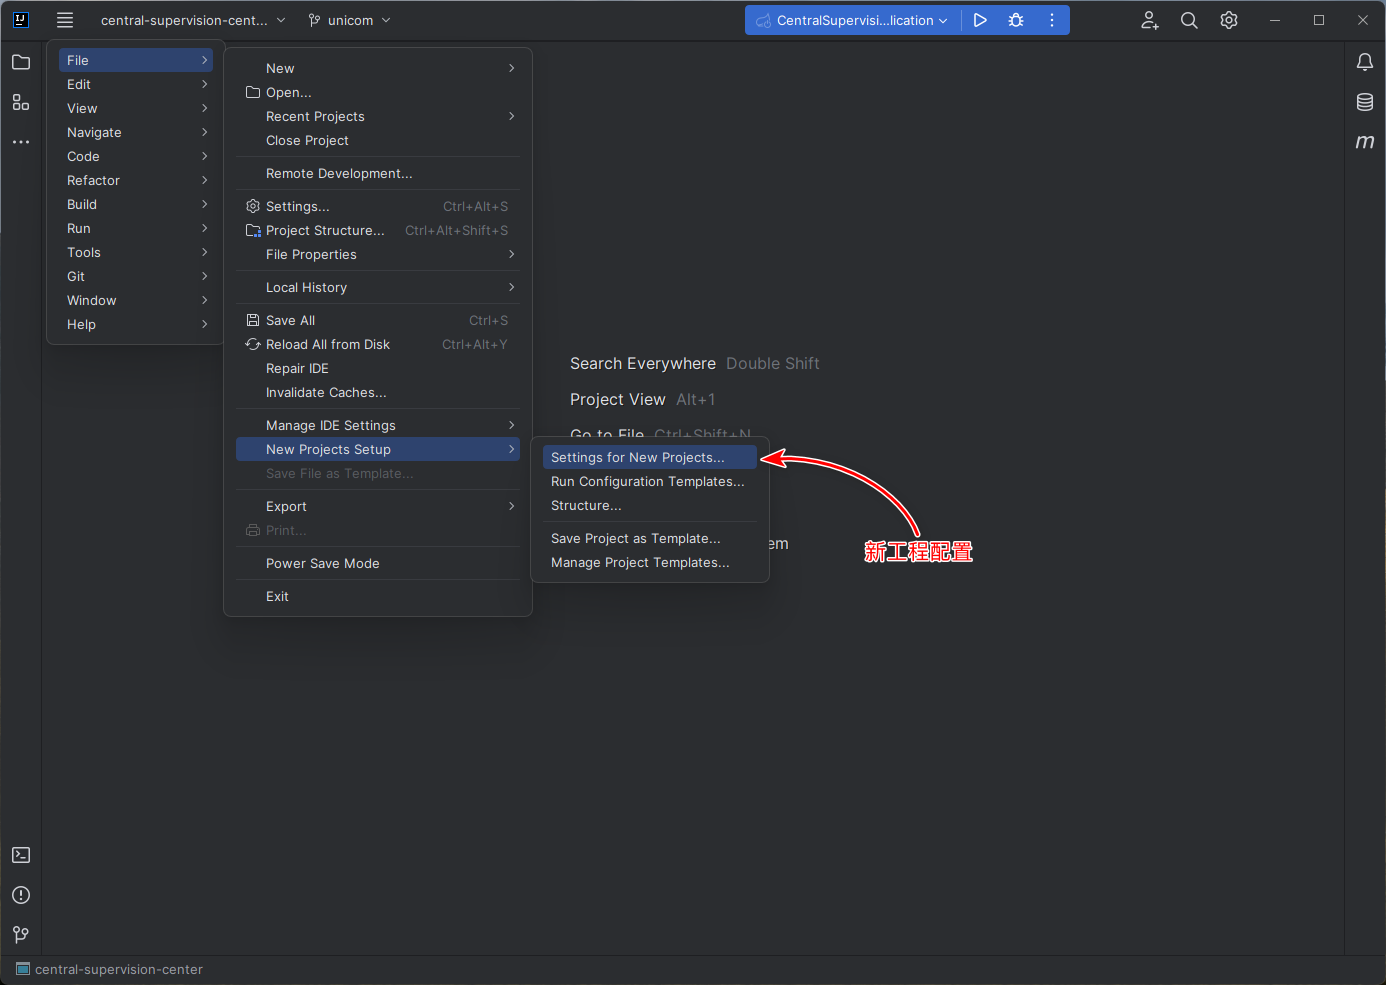 IJ
central-supervision-cent...
unicom
CentralSupervisi...lication
File
Edit
View
Navigate
Code
Refactor
Build
Run
Tools
Git
Window
Help
New
Open...
Recent Projects
Close Project
Remote Development...
Settings... Ctrl+Alt+S
Project Structure... Ctrl+Alt+Shift+S
File Properties
Local History
Save All Ctrl+S
Reload All from Disk Ctrl+Alt+Y
Repair IDE
Invalidate Caches...
Manage IDE Settings
New Projects Setup
Save File as Template...
Export
Print...
Power Save Mode
Exit
Search Everywhere Double Shift
Project View Alt+1
Go to File Ctrl+Shift+N
Settings for New Projects...
Run Configuration Templates...
Structure...
Save Project as Template...
Manage Project Templates...
em
新工程配置
m
central-supervision-center